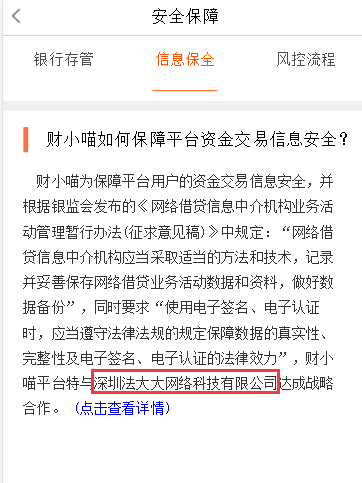 安全保障
银行存管 信息保全 风控流程
财小喵如何保障平台资金交易信息安全？
财小喵为保障平台用户的资金交易信息安全，并
根据银监会发布的《网络借贷信息中介机构业务活
动管理暂行办法(征求意见稿)》中规定：“网络借
贷信息中介机构应当采取适当的方法和技术，记录
并妥善保存网络借贷业务活动数据和资料，做好数
据备份”，同时要求“使用电子签名、电子认证
时，应当遵守法律法规的规定保障数据的真实性、
完整性及电子签名、电子认证的法律效力”，财小
喵平台特与深圳法大大网络科技有限公司达成战略
合作。 (点击查看详情)